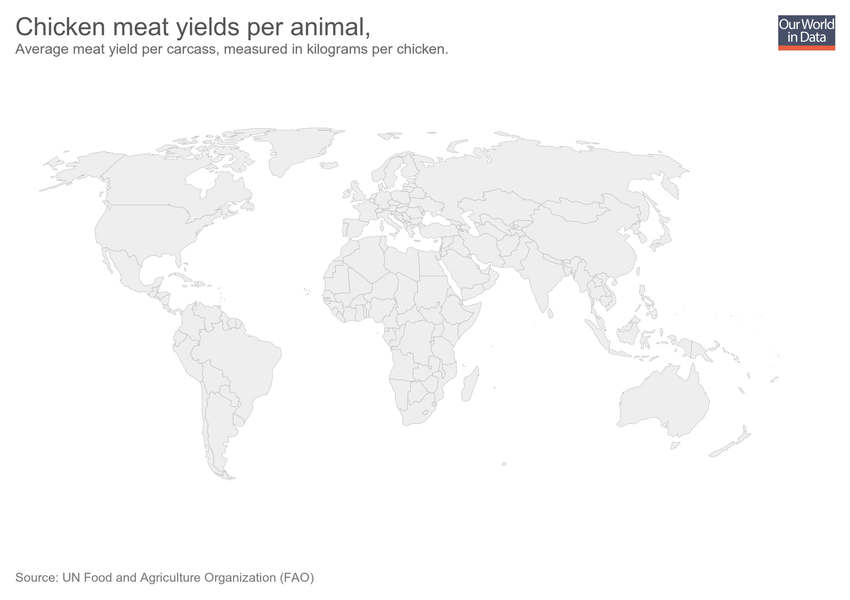 Chicken meat yields per animal,
Average meat yield per carcass, measured in kilograms per chicken.
Our World
in Data
Source: UN Food and Agriculture Organization (FAO)